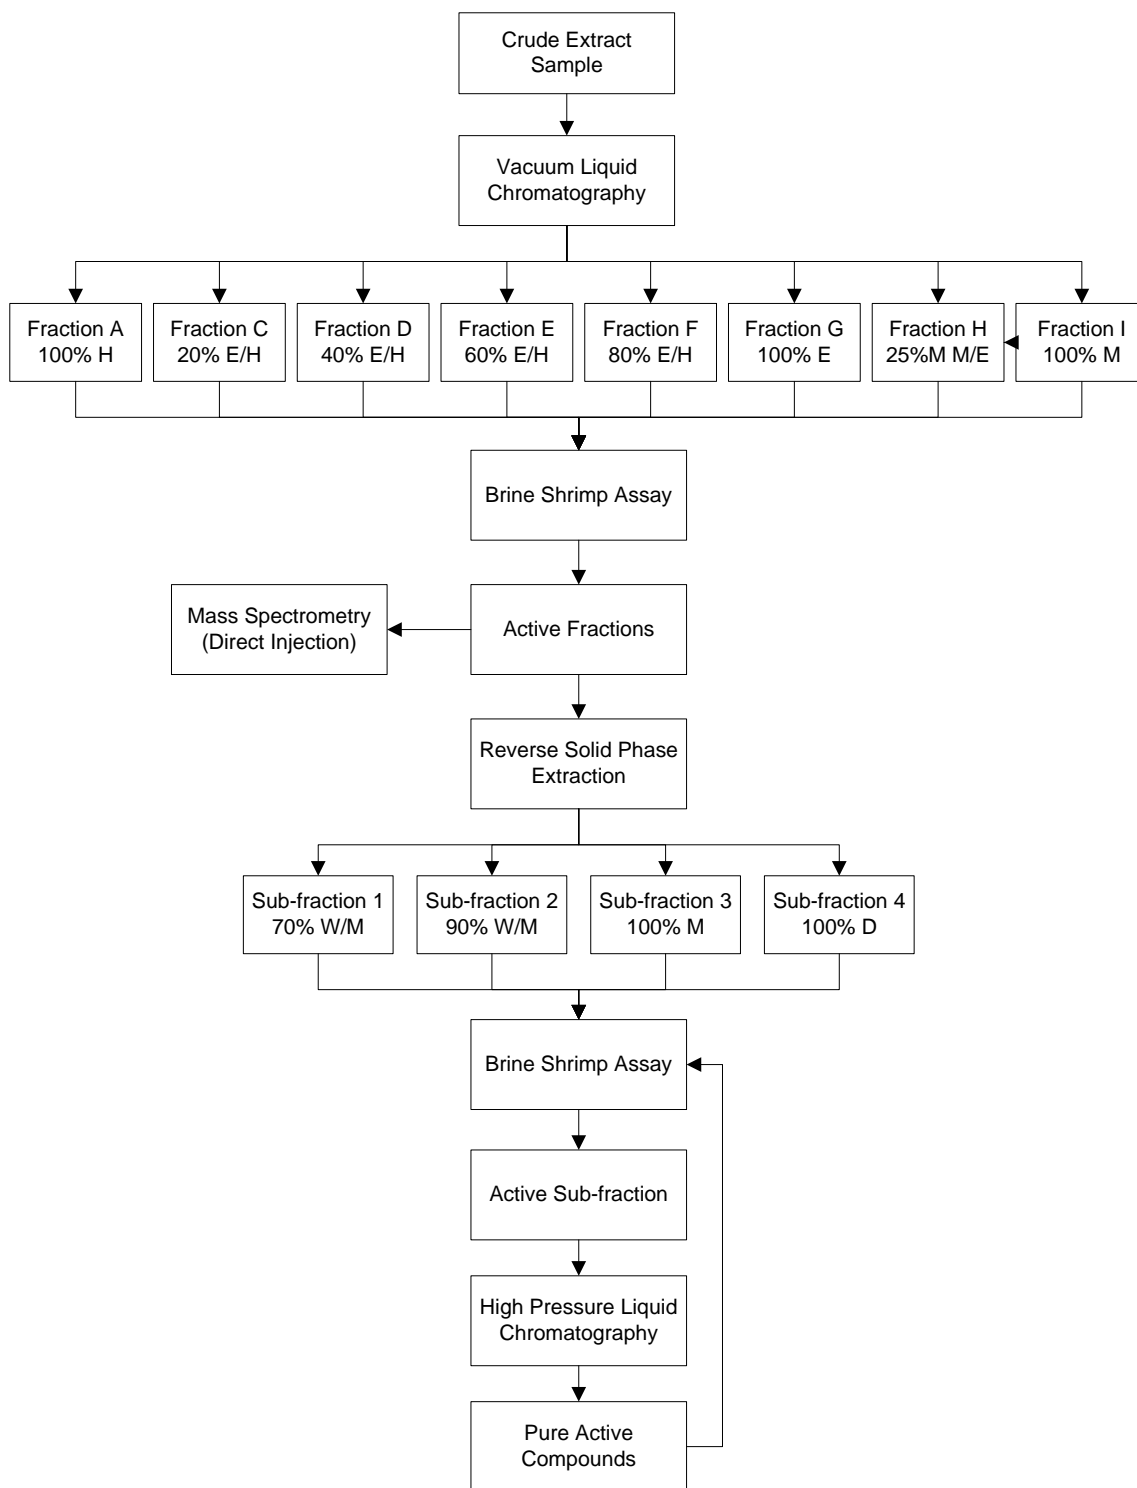 Crude Extract
Sample
Vacuum Liquid
Chromatography
Fraction A
100% H
Fraction C
20% E/H
Fraction D
40% E/H
Fraction E
60% E/H
Fraction F
80% E/H
Fraction G
100% E
Fraction H
25%M M/E
Fraction I
100% M
Brine Shrimp Assay
Mass Spectrometry
(Direct Injection)
Active Fractions
Reverse Solid Phase
Extraction
Sub-fraction 1
70% W/M
Sub-fraction 2
90% W/M
Sub-fraction 3
100% M
Sub-fraction 4
100% D
Brine Shrimp Assay
Active Sub-fraction
High Pressure Liquid
Chromatography
Pure Active
Compounds